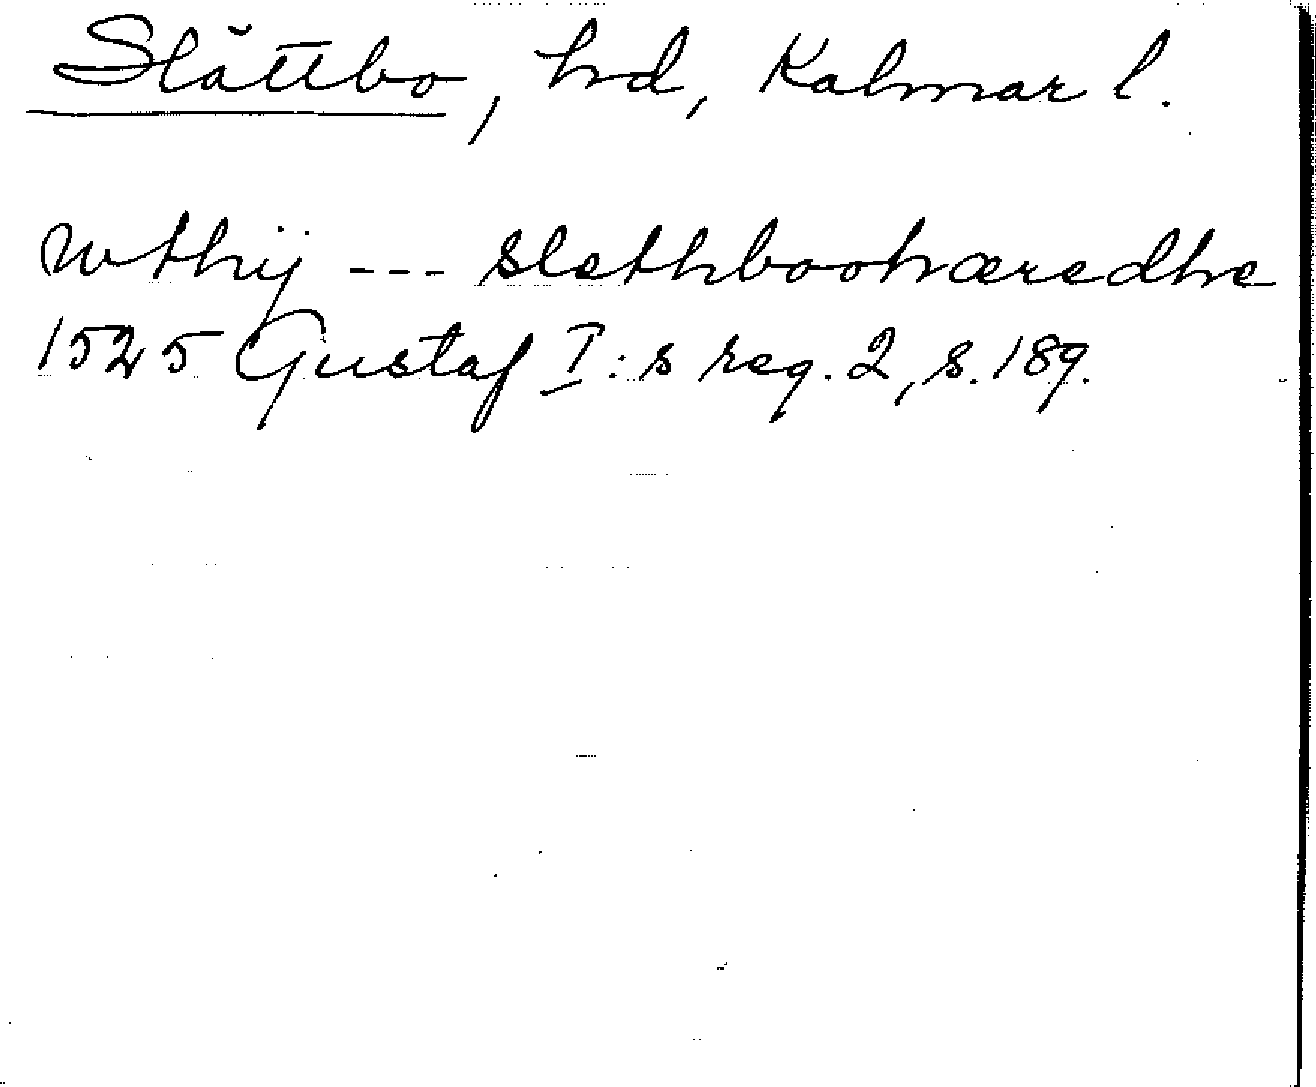 Slättbo, hd, Kalmar l.
wthij --- slethboohæredhe
1525 Gustaf I:s reg. 2, s. 189.